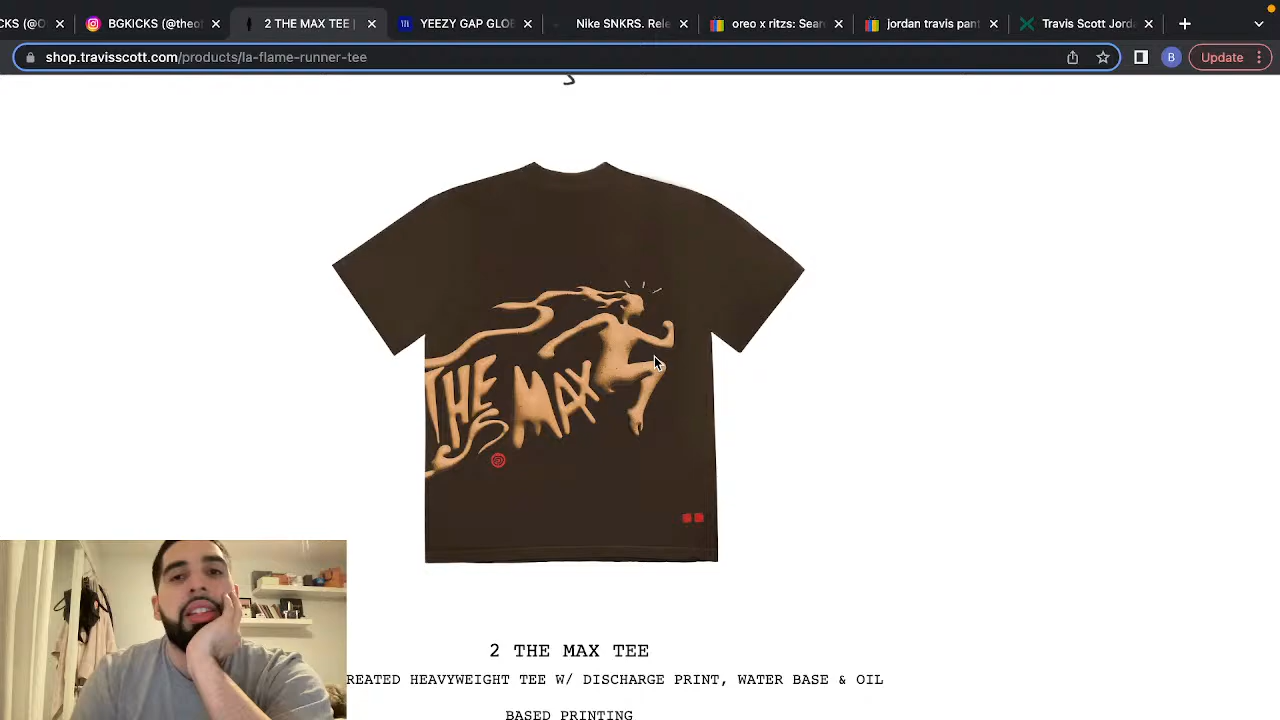 CKS (@O
BGKICKS (@theo
2 THE MAX TEE |
YEEZY GAP GLO
Nike SNKRS. Rele
oreo x ritzs: Sear
jordan travis pant
Travis Scott Jord
shop.travisscott.com/products/la-flame-runner-tee
B
Update
THE MAX
2 THE MAX TEE
REATED HEAVYWEIGHT TEE W/ DISCHARGE PRINT, WATER BASE & OIL
BASED PRINTING